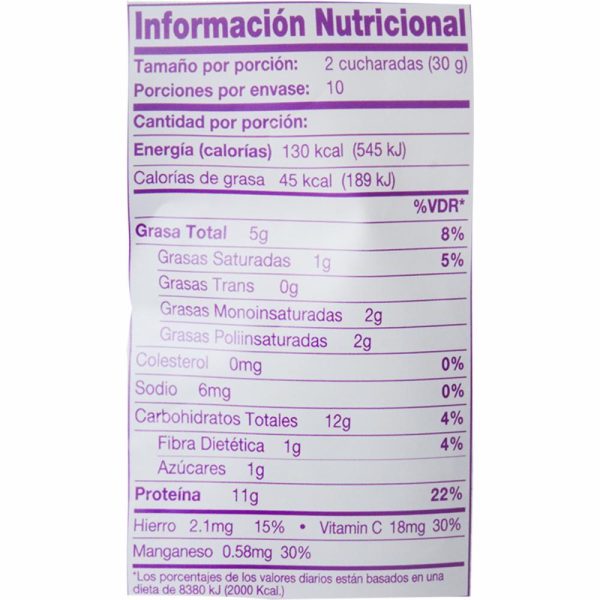 Información Nutricional
Tamaño por porción: 2 cucharadas (30 g)
Porciones por envase: 10
Cantidad por porción:
Energía (calorías) 130 kcal (545 kJ)
Calorías de grasa 45 kcal (189 kJ)
%VDR*
Grasa Total 5g 8%
Grasas Saturadas 1g 5%
Grasas Trans 0g
Grasas Monoinsaturadas 2g
Grasas Poliinsaturadas 2g
Colesterol 0mg 0%
Sodio 6mg 0%
Carbohidratos Totales 12g 4%
Fibra Dietética 1g 4%
Azúcares 1g
Proteína 11g 22%
Hierro 2.1mg 15% • Vitamin C 18mg 30%
Manganeso 0.58mg 30%
*Los porcentajes de los valores diarios están basados en una
dieta de 8380 kJ (2000 Kcal.)